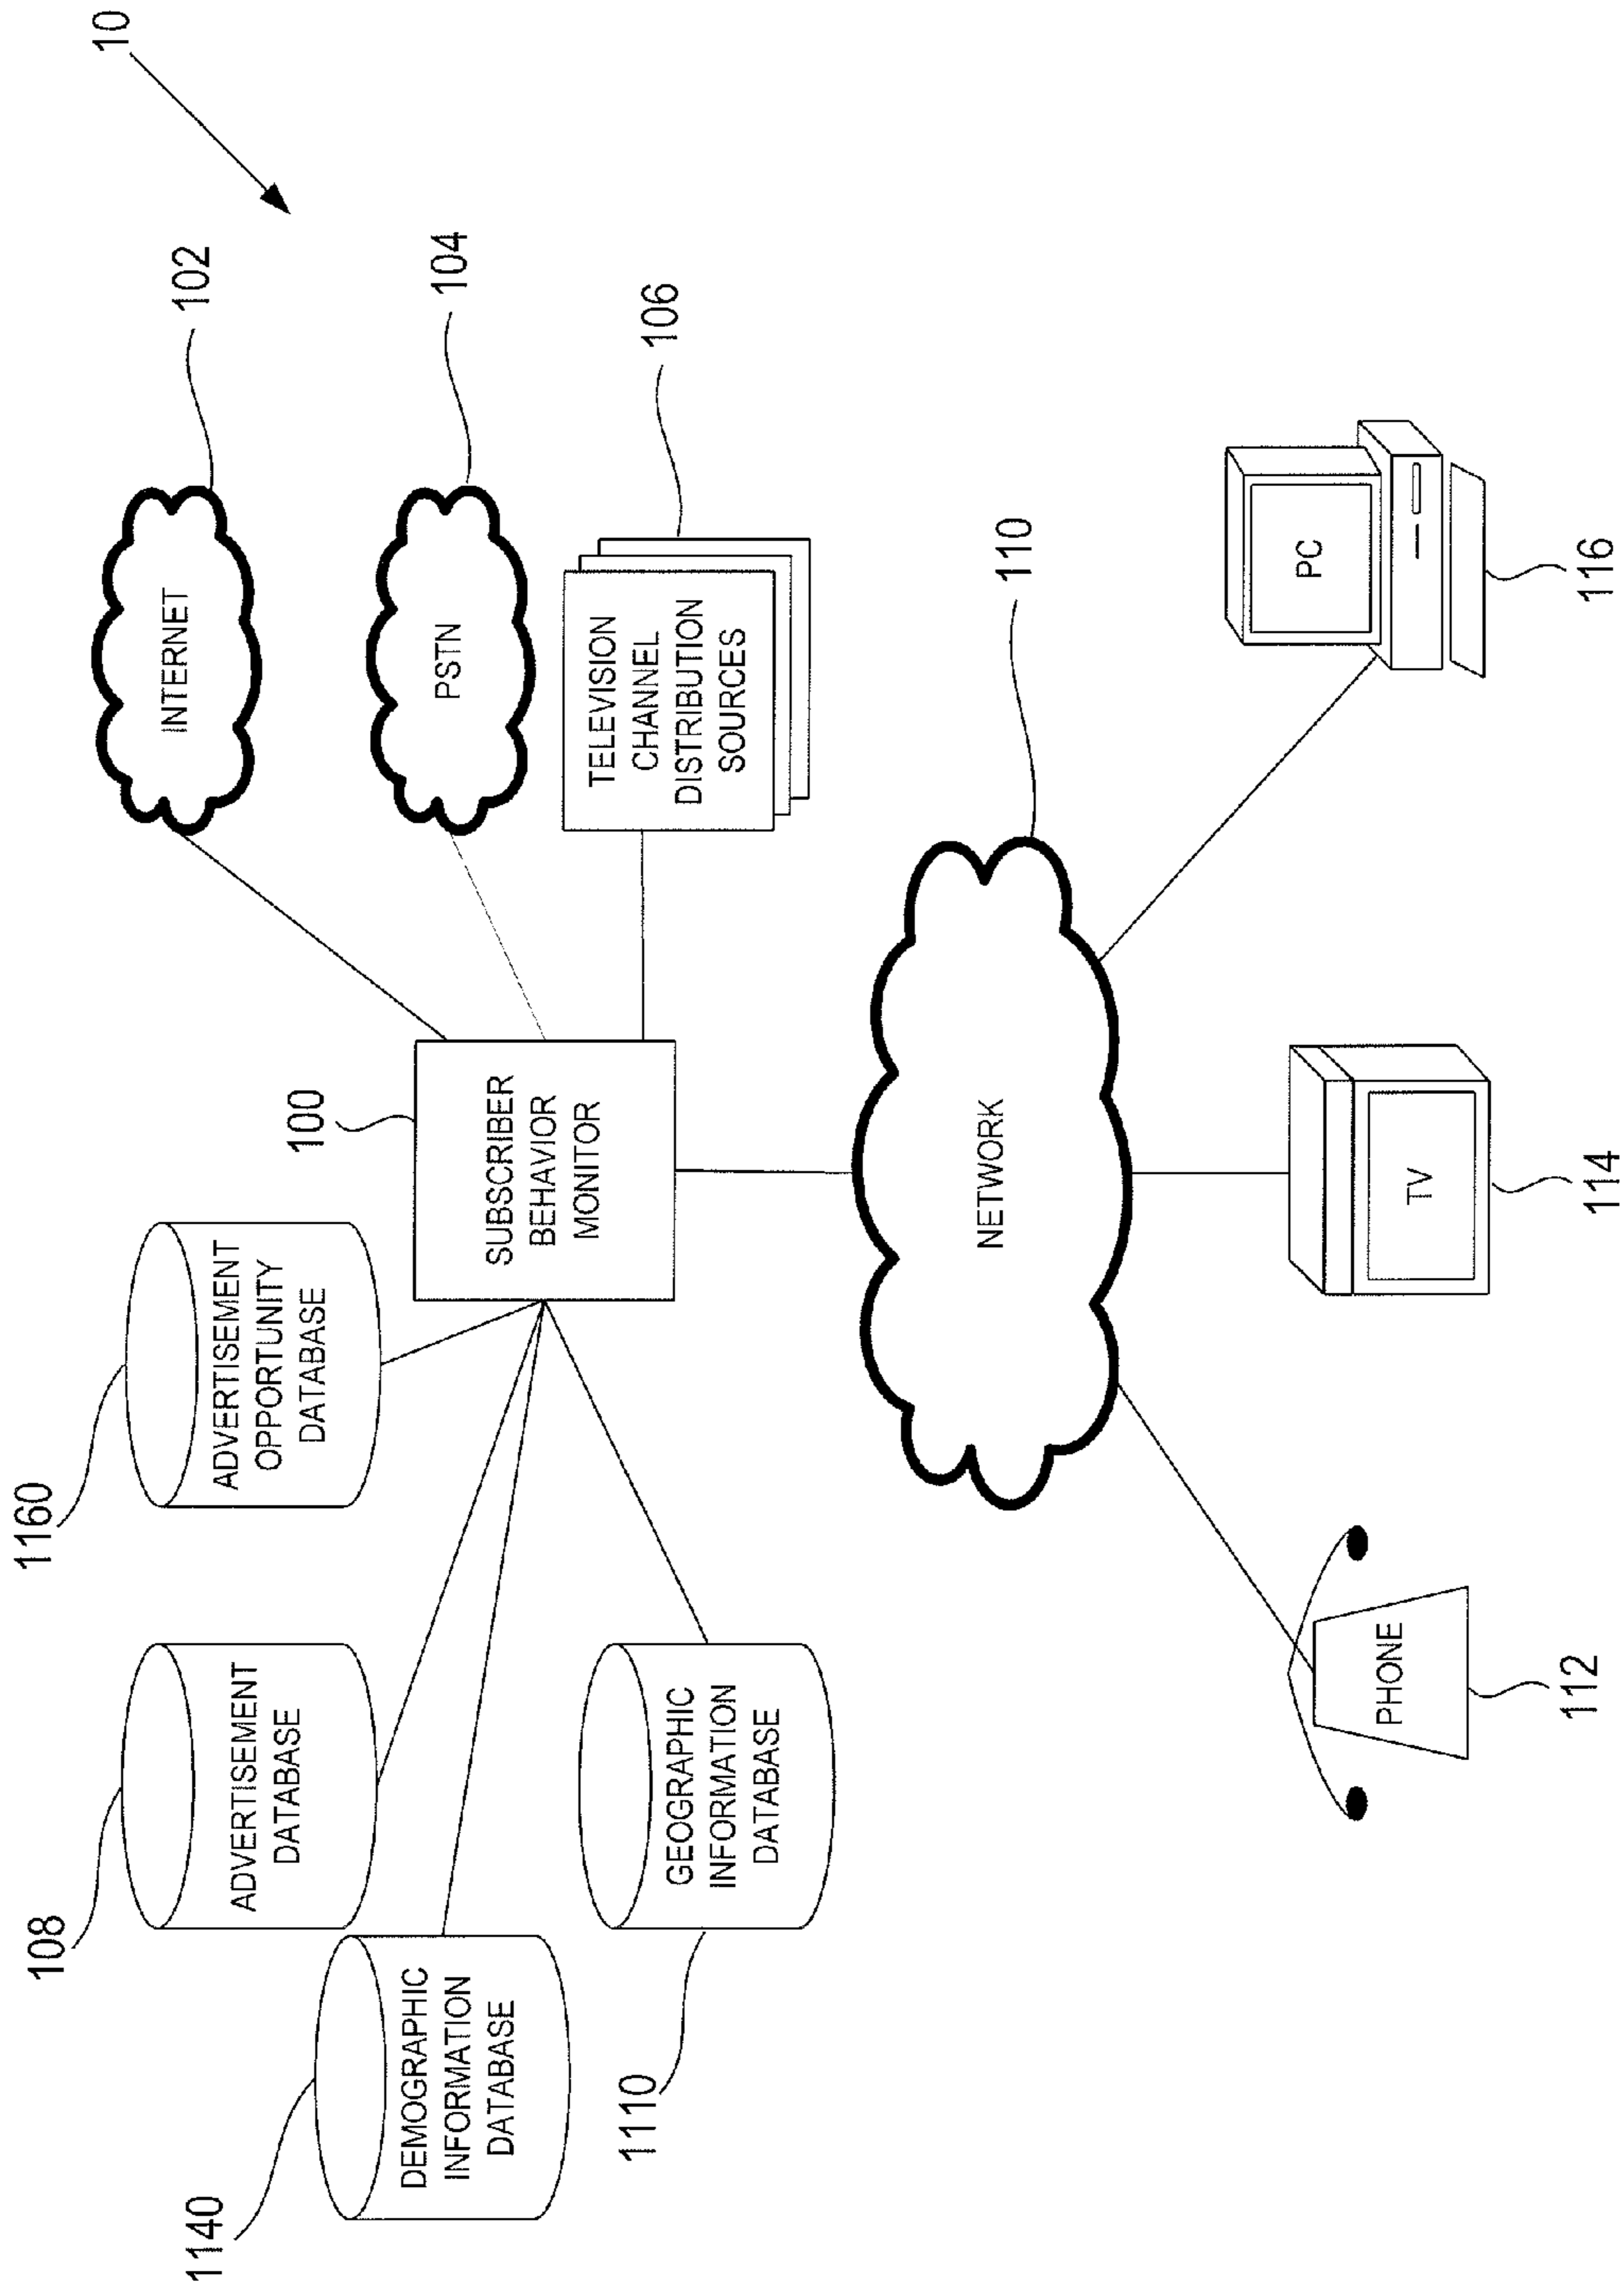 10
102
INTERNET
104
PSTN
106
TELEVISION
CHANNEL
DISTRIBUTION
SOURCES
100
SUBSCRIBER
BEHAVIOR
MONITOR
1160
ADVERTISEMENT
OPPORTUNITY
DATABASE
108
ADVERTISEMENT
DATABASE
1140
DEMOGRAPHIC
INFORMATION
DATABASE
1110
GEOGRAPHIC
INFORMATION
DATABASE
110
NETWORK
PHONE
112
TV
114
PC
116